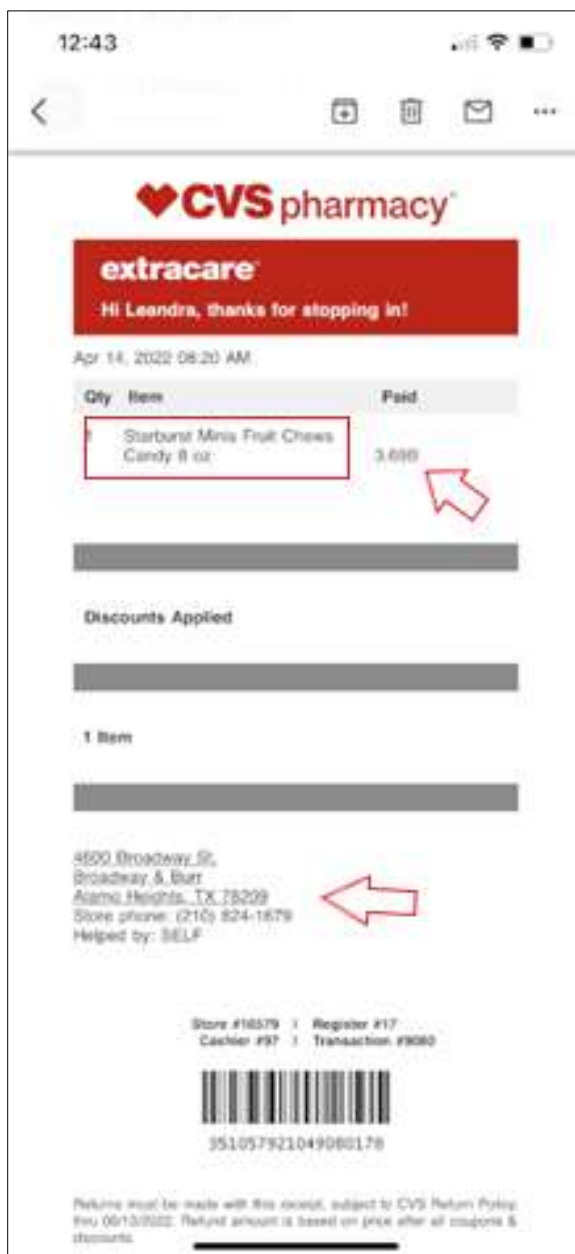 12:43
CVS pharmacy
extracare
Hi Leandra, thanks for stopping in!
Apr 14, 2022 08:20 AM
Qty Item Paid
1 Starburst Minis Fruit Chews
Candy 8 oz
Discounts Applied
1 Item
4600 Broadway St,
Broadway & Burr
Alamo Heights, TX 78209
Store phone: (210) 824-1679
Helped by: SELF
Store #10579 | Register #17
Cashier #97 | Transaction #9080
351057921049080178
Returns must be made with this receipt, subject to CVS Return Policy
thru 06/13/2022. Refund amount is based on price after all coupons &
discounts